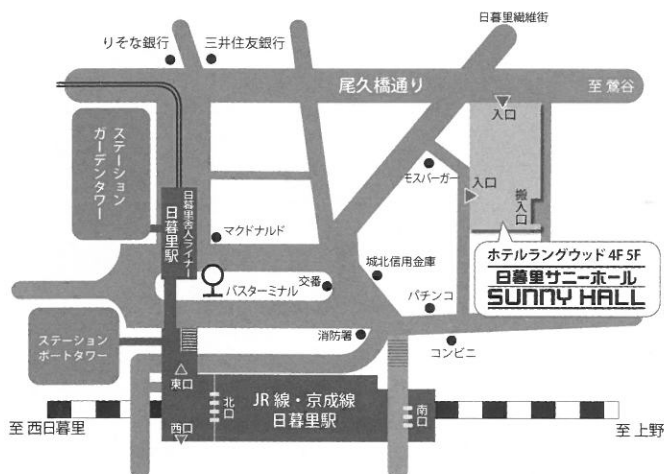 日暮里繊維街
りそな銀行
三井住友銀行
尾久橋通り
至 鶯谷
入口
ステーション
ガーデンタワー
モスバーガー
入口
搬入口
日暮里舎人ライナー
日暮里駅
マクドナルド
ホテルラングウッド 4F 5F
日暮里サニーホール
SUNNY HALL
城北信用金庫
交番
バスターミナル
パチンコ
ステーション
ポートタワー
消防署
コンビニ
東口
北口
JR 線・京成線
日暮里駅
南口
西口
至 西日暮里
至 上野